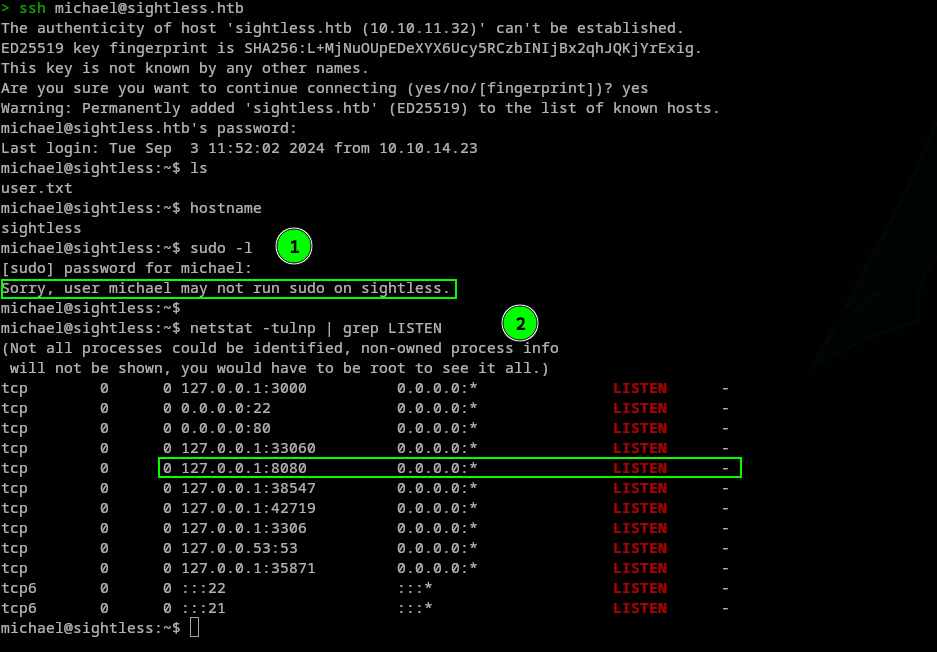 > ssh michael@sightless.htb
The authenticity of host 'sightless.htb (10.10.11.32)' can't be established.
ED25519 key fingerprint is SHA256:L+MjNuOUpEDeXYX6Ucy5RCzbINIjBx2qhJQKjYrExig.
This key is not known by any other names.
Are you sure you want to continue connecting (yes/no/[fingerprint])? yes
Warning: Permanently added 'sightless.htb' (ED25519) to the list of known hosts.
michael@sightless.htb's password:
Last login: Tue Sep  3 11:52:02 2024 from 10.10.14.23
michael@sightless:~$ ls
user.txt
michael@sightless:~$ hostname
sightless
michael@sightless:~$ sudo -l 1
[sudo] password for michael:
Sorry, user michael may not run sudo on sightless.
michael@sightless:~$
michael@sightless:~$ netstat -tulnp | grep LISTEN 2
(Not all processes could be identified, non-owned process info
 will not be shown, you would have to be root to see it all.)
tcp        0      0 127.0.0.1:3000          0.0.0.0:*               LISTEN      -
tcp        0      0 0.0.0.0:22              0.0.0.0:*               LISTEN      -
tcp        0      0 0.0.0.0:80              0.0.0.0:*               LISTEN      -
tcp        0      0 127.0.0.1:33060         0.0.0.0:*               LISTEN      -
tcp        0      0 127.0.0.1:8080          0.0.0.0:*               LISTEN      -
tcp        0      0 127.0.0.1:38547         0.0.0.0:*               LISTEN      -
tcp        0      0 127.0.0.1:42719         0.0.0.0:*               LISTEN      -
tcp        0      0 127.0.0.1:3306          0.0.0.0:*               LISTEN      -
tcp        0      0 127.0.0.53:53           0.0.0.0:*               LISTEN      -
tcp        0      0 127.0.0.1:35871         0.0.0.0:*               LISTEN      -
tcp6       0      0 :::22                   :::*                    LISTEN      -
tcp6       0      0 :::21                   :::*                    LISTEN      -
michael@sightless:~$